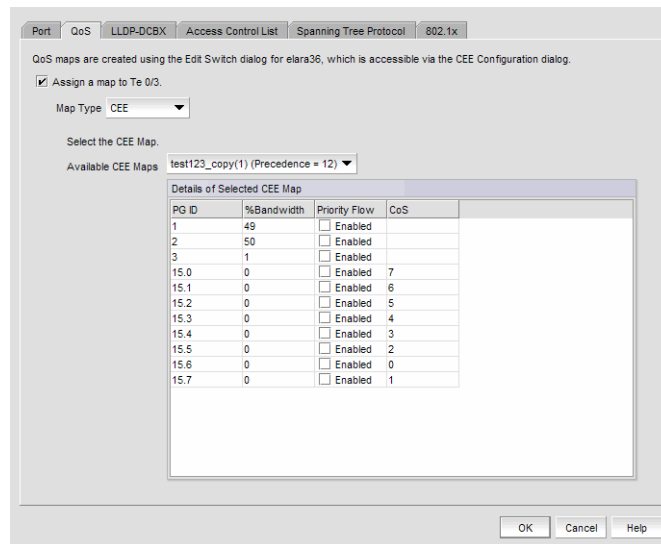 Port QoS LLDP-DCBX Access Control List Spanning Tree Protocol 802.1x
QoS maps are created using the Edit Switch dialog for elara36, which is accessible via the CEE Configuration dialog.
Assign a map to Te 0/3.
Map Type CEE
Select the CEE Map.
Available CEE Maps test123_copy(1) (Precedence = 12)
Details of Selected CEE Map
PG ID %Bandwidth Priority Flow CoS
1 49 Enabled
2 50 Enabled
3 1 Enabled
15.0 0 Enabled 7
15.1 0 Enabled 6
15.2 0 Enabled 5
15.3 0 Enabled 4
15.4 0 Enabled 3
15.5 0 Enabled 2
15.6 0 Enabled 0
15.7 0 Enabled 1
OK Cancel Help